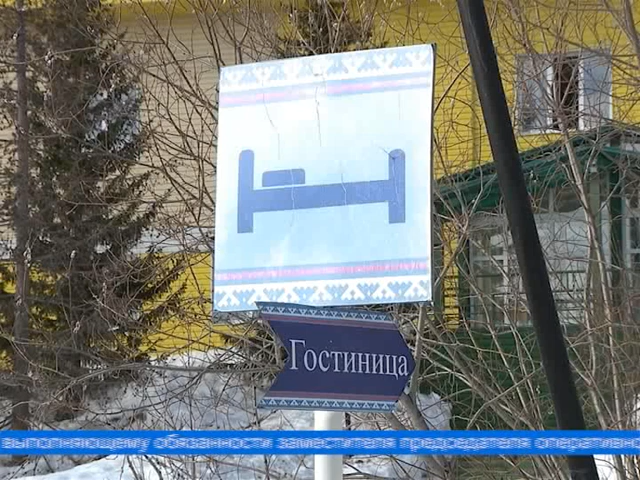 Гостиница
выполняющему обязанности заместителя председателя оперативно